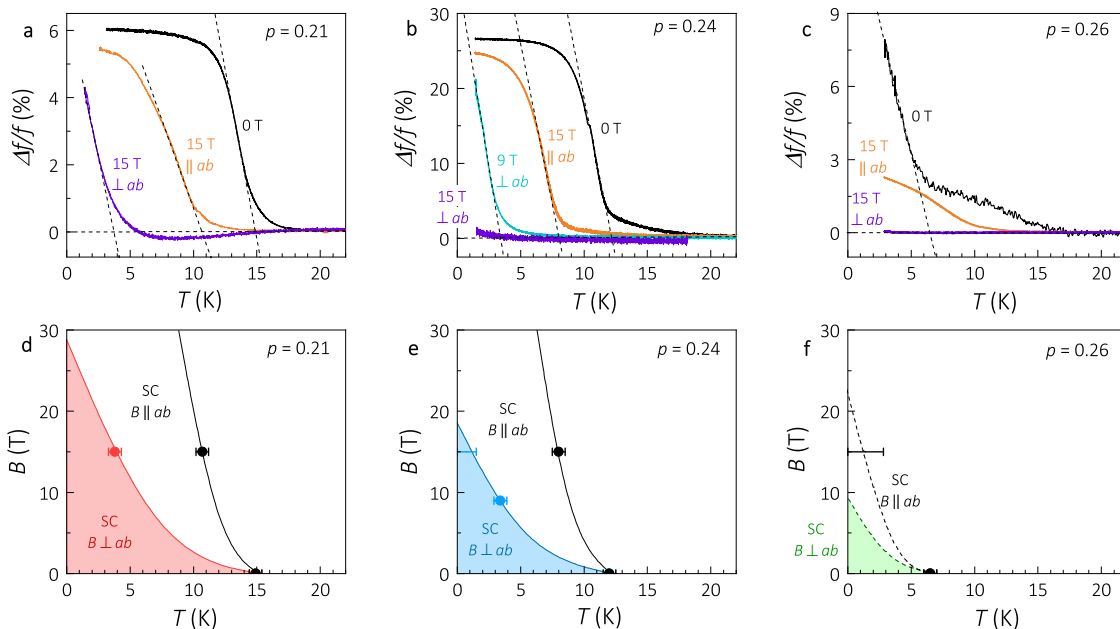 a
p = 0.21
Δf/f (%)
6
4
2
0
0 T
15 T
∥ ab
15 T
⊥ ab
0 5 10 15 20
T (K)
b
p = 0.24
Δf/f (%)
30
20
10
0
0 T
15 T
∥ ab
9 T
⊥ ab
15 T
⊥ ab
0 5 10 15 20
T (K)
c
p = 0.26
Δf/f (%)
9
6
3
0
0 T
15 T
∥ ab
15 T
⊥ ab
0 5 10 15 20
T (K)
d
p = 0.21
B (T)
30
20
10
0
SC
B ∥ ab
SC
B ⊥ ab
0 5 10 15 20
T (K)
e
p = 0.24
B (T)
30
20
10
0
SC
B ∥ ab
SC
B ⊥ ab
0 5 10 15 20
T (K)
f
p = 0.26
B (T)
30
20
10
0
SC
B ∥ ab
SC
B ⊥ ab
0 5 10 15 20
T (K)